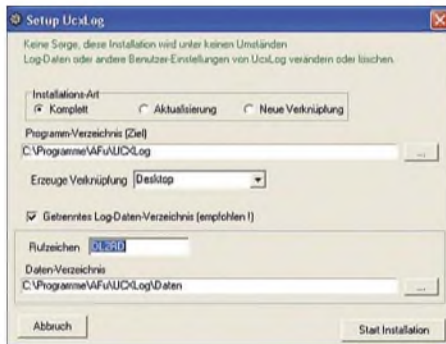 Setup UcxLog
Keine Sorge, diese Installation wird unter keinen Umständen
Log-Daten oder andere Benutzer-Einstellungen von UcxLog verändern oder löschen.
Installations-Art
Komplett
Aktualisierung
Neue Verknüpfung
Programm-Verzeichnis (Ziel)
C:\Programme\AFu\UCXLog
...
Erzeuge Verknüpfung Desktop
Getrenntes Log-Daten-Verzeichnis (empfohlen !)
Rufzeichen DL2RD
Daten-Verzeichnis
C:\Programme\AFu\UCXLog\Daten
...
Abbruch
Start Installation